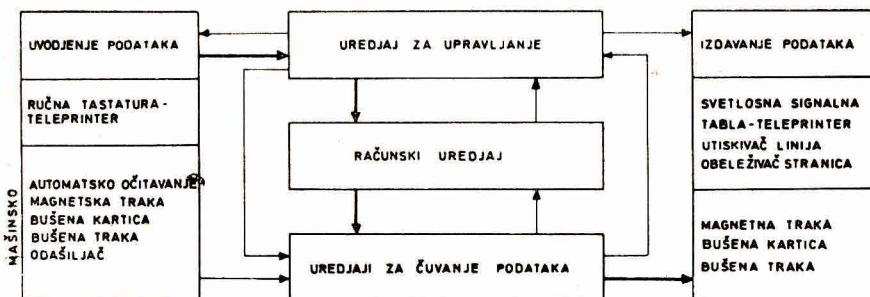 UVODJENJE PODATAKA
RUČNA TASTATURA-
TELEPRINTER
MAŠINSKO
AUTOMATSKO OČITAVANJE
MAGNETSKA TRAKA
BUŠENA KARTICA
BUŠENA TRAKA
ODAŠILJAČ
UREDJAJ ZA UPRAVLJANJE
RAČUNSKI UREDJAJ
UREDJAJI ZA ČUVANJE PODATAKA
IZDAVANJE PODATAKA
SVETLOSNA SIGNALNA
TABLA-TELEPRINTER
UTISKIVAČ LINIJA
OBELEŽIVAČ STRANICA
MAGNETNA TRAKA
BUŠENA KARTICA
BUŠENA TRAKA